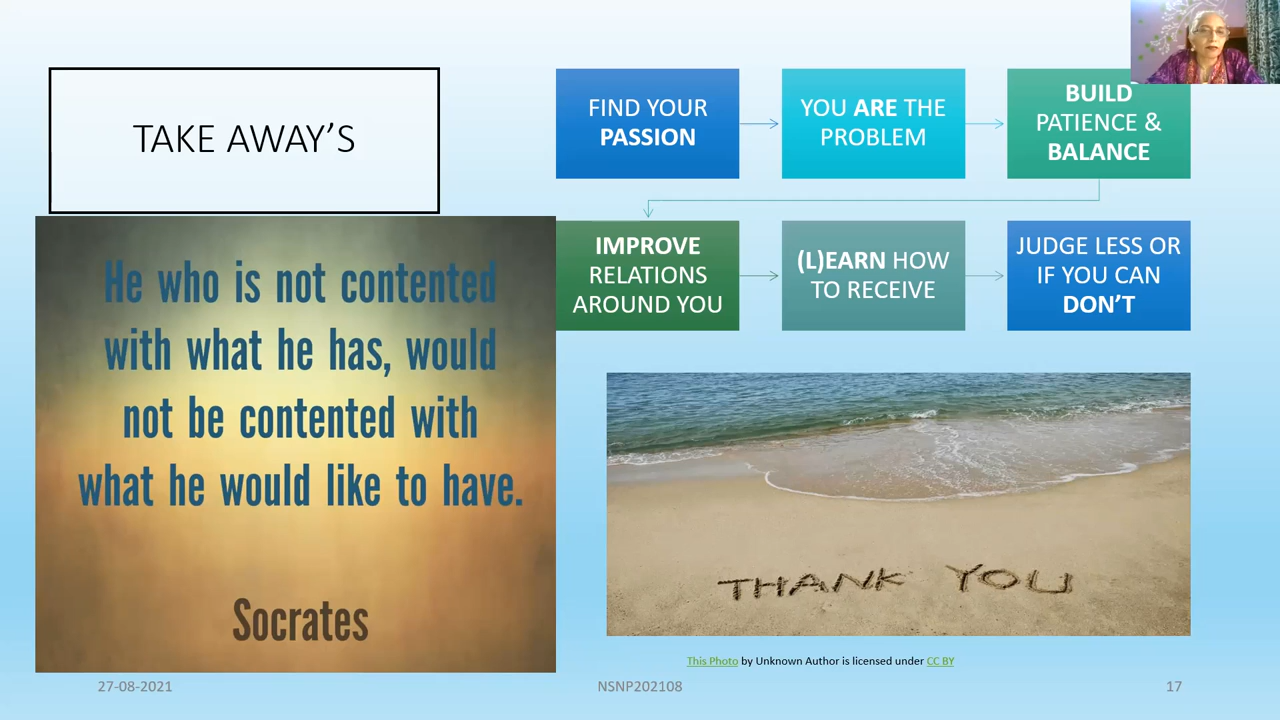 TAKE AWAY’S
He who is not contented
with what he has, would
not be contented with
what he would like to have.
Socrates
FIND YOUR
PASSION
YOU ARE THE
PROBLEM
BUILD
PATIENCE &
BALANCE
IMPROVE
RELATIONS
AROUND YOU
(L)EARN HOW
TO RECEIVE
JUDGE LESS OR
IF YOU CAN
DON’T
THANK YOU
This Photo by Unknown Author is licensed under CC BY
27-08-2021
NSNP202108
17